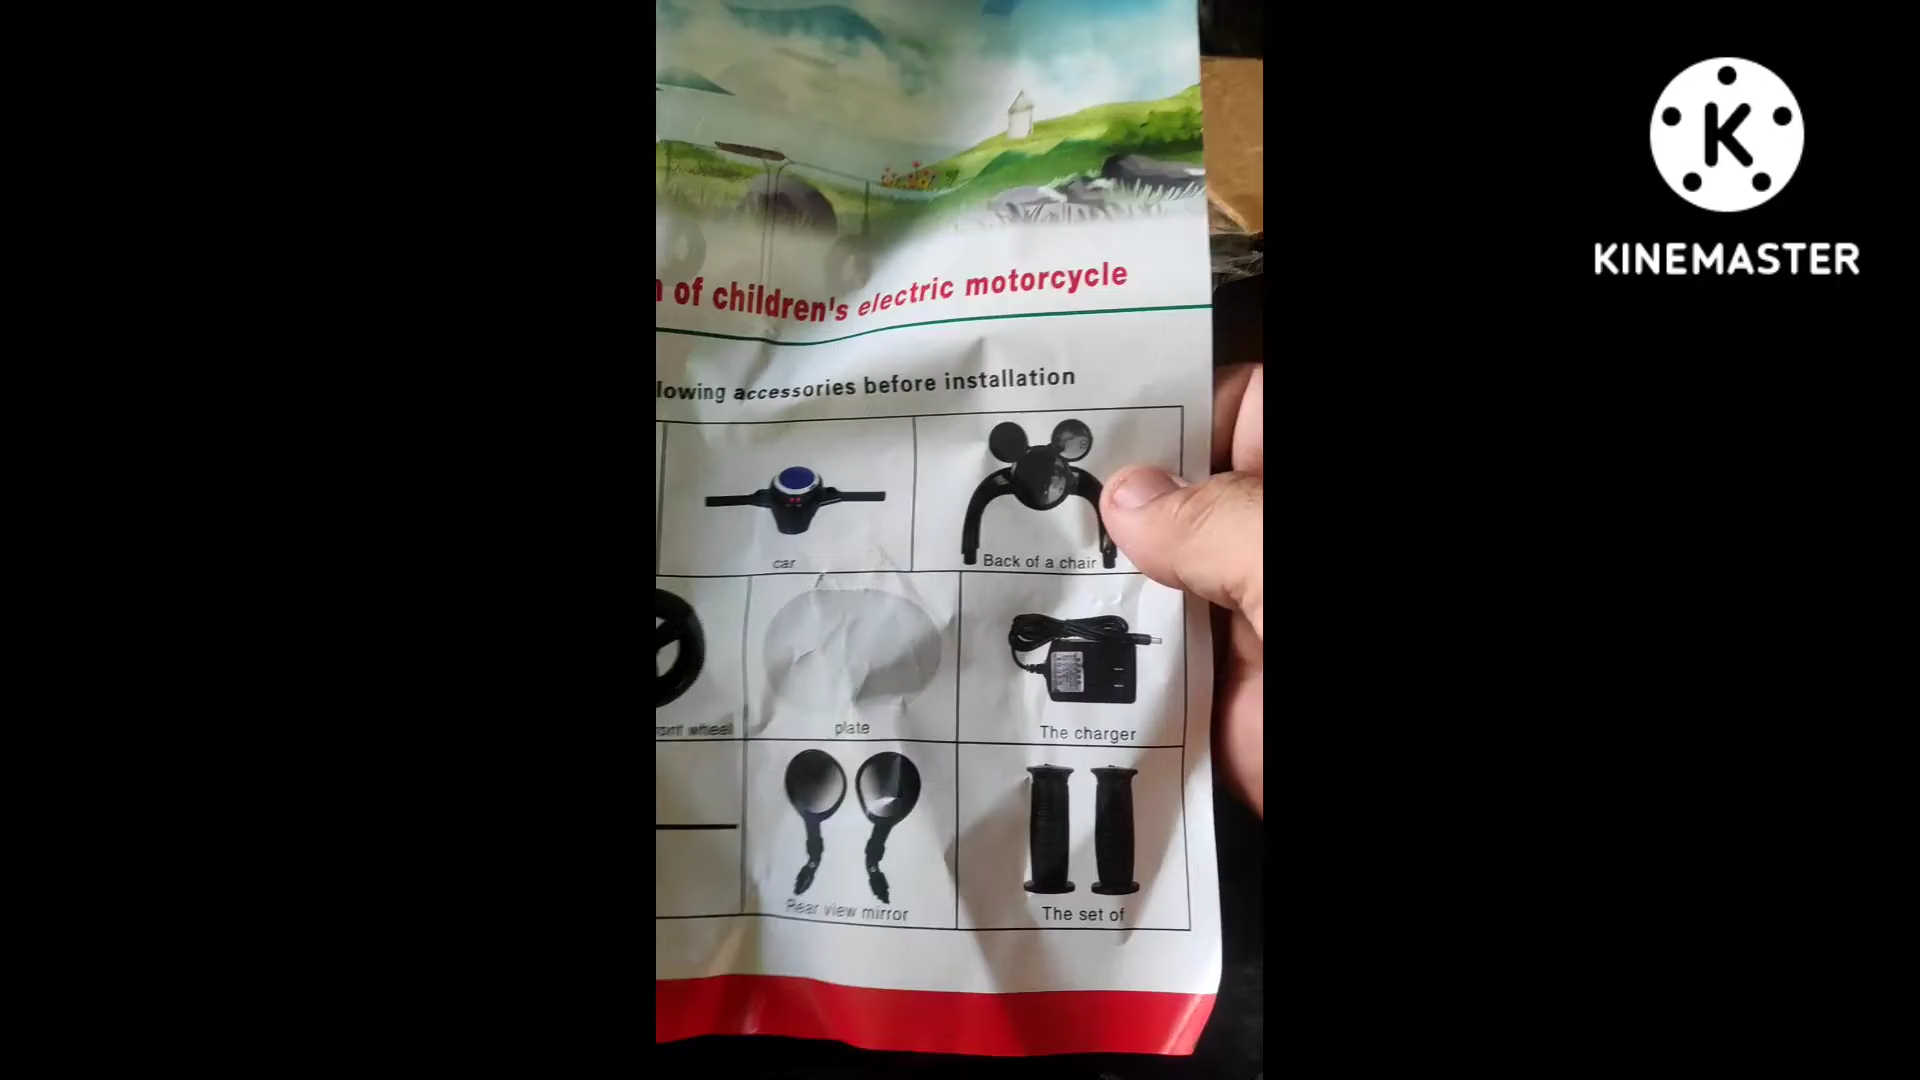 of children's electric motorcycle
lowing accessories before installation
car
Back of a chair
wheel
plate
The charger
Rear view mirror
The set of
K
KINEMASTER